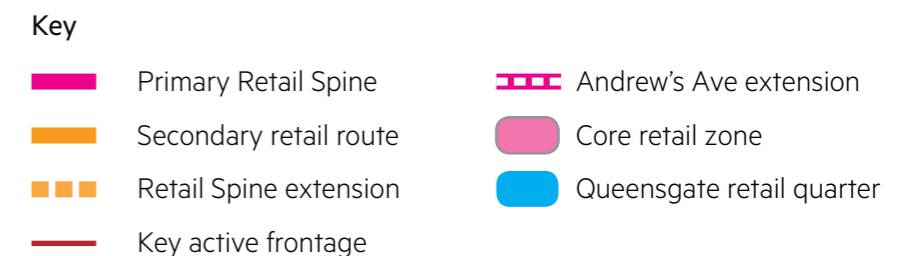 Key
Primary Retail Spine
Secondary retail route
Retail Spine extension
Key active frontage
Andrew's Ave extension
Core retail zone
Queensgate retail quarter